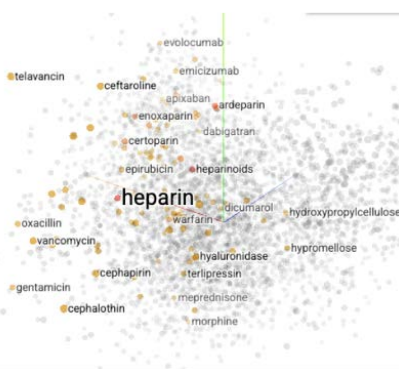 evolocumab
emicizumab
telavancin
ceftaroline
apixaban
ardeparin
enoxaparin
dabigatran
certoparin
epirubicin
heparinoids
heparin
dicumarol
hydroxypropylcellulose
warfarin
oxacillin
vancomycin
hypromellose
hyaluronidase
cephapirin
terlipressin
gentamicin
meprednisone
cephalothin
morphine